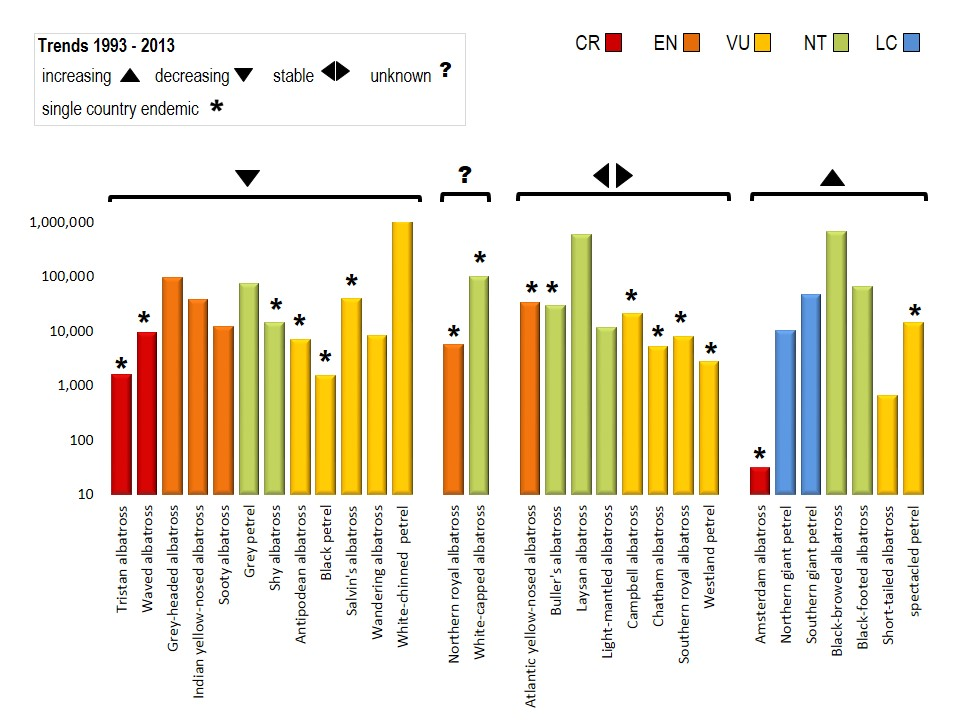 Trends 1993 - 2013
increasing ▲ decreasing ▼ stable ◀▶ unknown ?
single country endemic *
CR EN VU NT LC
▼ ? ◀▶ ▲
1,000,000
100,000
10,000
1,000
100
10
Tristan albatross
Waved albatross
Grey-headed albatross
Indian yellow-nosed albatross
Sooty albatross
Grey petrel
Shy albatross
Antipodean albatross
Black petrel
Salvin's albatross
Wandering albatross
White-chinned petrel
Northern royal albatross
White-capped albatross
Atlantic yellow-nosed albatross
Buller's albatross
Laysan albatross
Light-mantled albatross
Campbell albatross
Chatham albatross
Southern royal albatross
Westland petrel
Amsterdam albatross
Northern giant petrel
Southern giant petrel
Black-browed albatross
Black-footed albatross
Short-tailed albatross
spectacled petrel